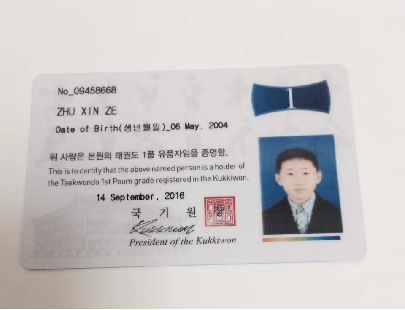 No_09458668
1
ZHU XIN ZE
Date of Birth(생년월일)_06 May. 2004
위 사람은 본원의 태권도 1품 유품자임을 증명함.
This is to certify that the above named person is a holder of
the Taekwondo 1st Poom grade registered in the Kukkiwon.
14 September, 2016
국 기 원 장
President of the Kukkiwon